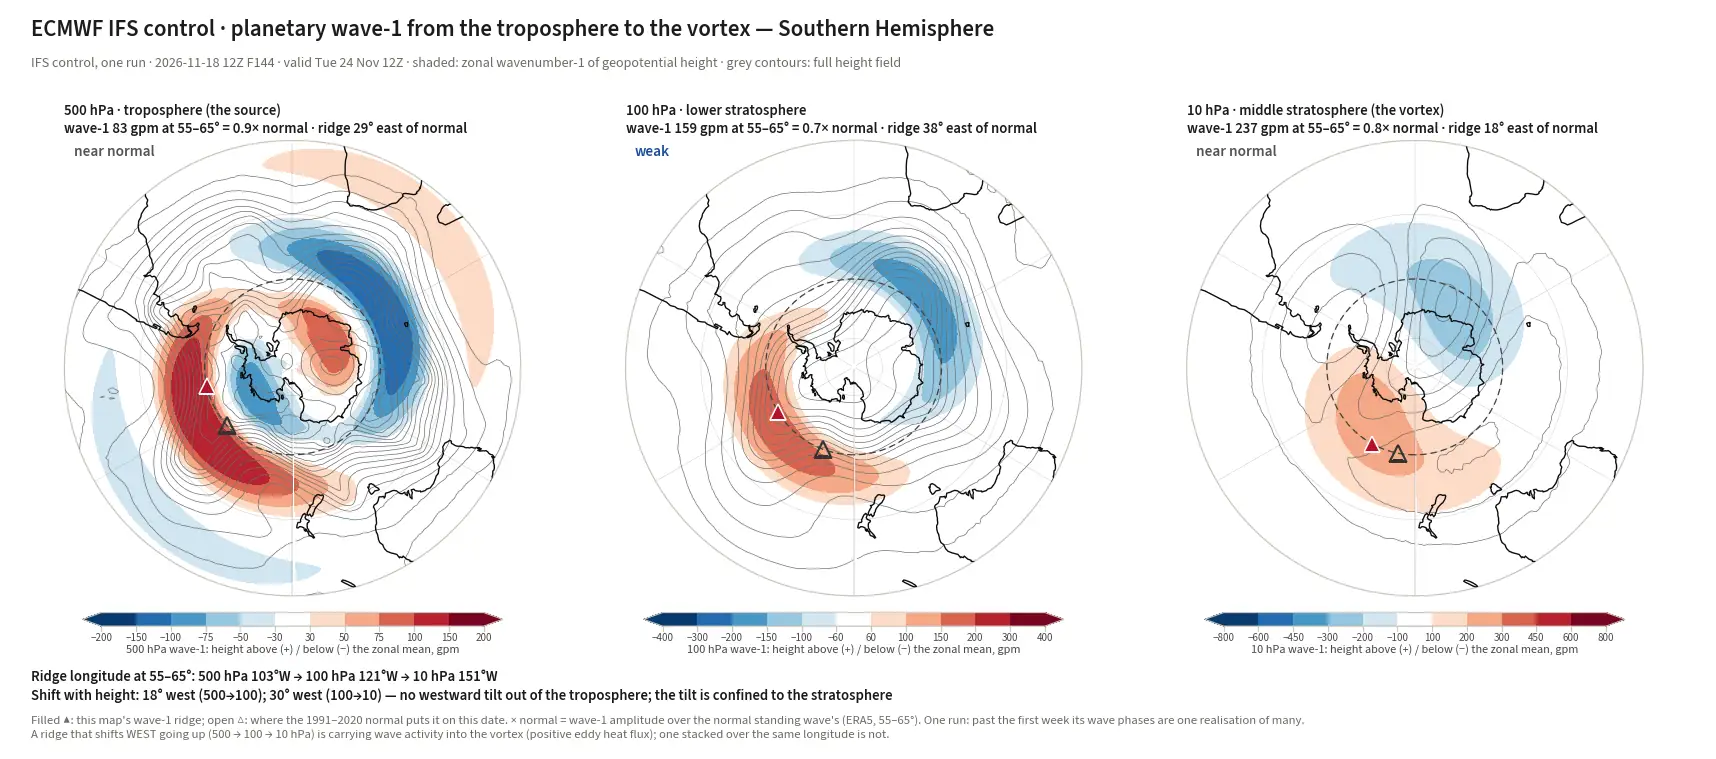 ECMWF IFS control · planetary wave-1 from the troposphere to the vortex — Southern Hemisphere
IFS control, one run · 2026-11-18 12Z F144 · valid Tue 24 Nov 12Z · shaded: zonal wavenumber-1 of geopotential height · grey contours: full height field
500 hPa · troposphere (the source)
wave-1 83 gpm at 55–65° = 0.9× normal · ridge 29° east of normal
near normal
100 hPa · lower stratosphere
wave-1 159 gpm at 55–65° = 0.7× normal · ridge 38° east of normal
weak
10 hPa · middle stratosphere (the vortex)
wave-1 237 gpm at 55–65° = 0.8× normal · ridge 18° east of normal
near normal
−200 −150 −100 −75 −50 −30 30 50 75 100 150 200
500 hPa wave-1: height above (+) / below (−) the zonal mean, gpm
−400 −300 −200 −150 −100 −60 60 100 150 200 300 400
100 hPa wave-1: height above (+) / below (−) the zonal mean, gpm
−800 −600 −450 −300 −200 −100 100 200 300 450 600 800
10 hPa wave-1: height above (+) / below (−) the zonal mean, gpm
Ridge longitude at 55–65°: 500 hPa 103°W → 100 hPa 121°W → 10 hPa 151°W
Shift with height: 18° west (500→100); 30° west (100→10) — no westward tilt out of the troposphere; the tilt is confined to the stratosphere
Filled ▲: this map's wave-1 ridge; open △: where the 1991–2020 normal puts it on this date. × normal = wave-1 amplitude over the normal standing wave's (ERA5, 55–65°). One run: past the first week its wave phases are one realisation of many.
A ridge that shifts WEST going up (500 → 100 → 10 hPa) is carrying wave activity into the vortex (positive eddy heat flux); one stacked over the same longitude is not.